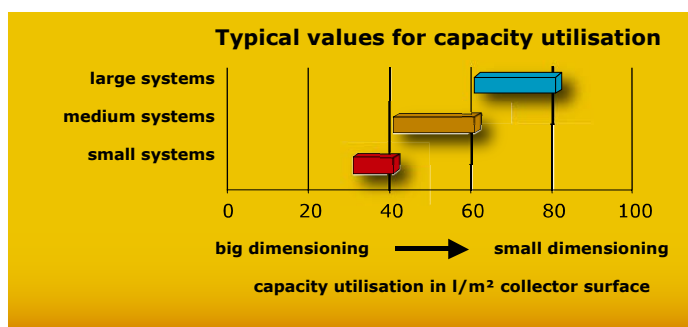 Typical values for capacity utilisation
large systems
medium systems
small systems
0 20 40 60 80 100
big dimensioning small dimensioning
capacity utilisation in l/m² collector surface